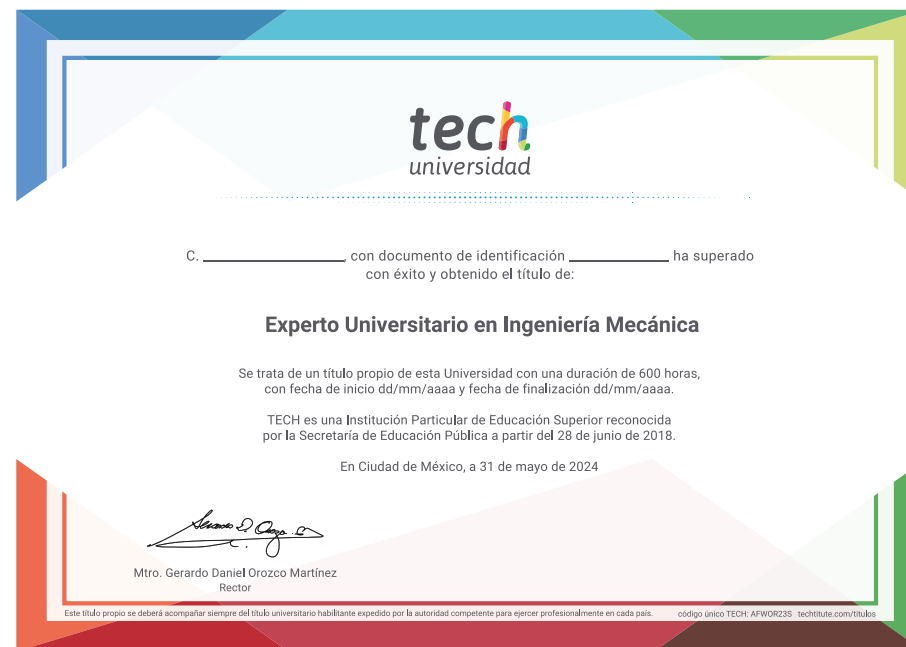 tech
universidad
C. ____________, con documento de identificación ____________ ha superado
con éxito y obtenido el título de:
Experto Universitario en Ingeniería Mecánica
Se trata de un título propio de esta Universidad con una duración de 600 horas,
con fecha de inicio dd/mm/aaaa y fecha de finalización dd/mm/aaaa.
TECH es una Institución Particular de Educación Superior reconocida
por la Secretaría de Educación Pública a partir del 28 de junio de 2018.
En Ciudad de México, a 31 de mayo de 2024
Mtro. Gerardo Daniel Orozco Martínez
Rector
Este título propio se deberá acompañar siempre del título universitario habilitante expedido por la autoridad competente para ejercer profesionalmente en cada país. código único TECH: AFWOR23S techtitute.com/titulos